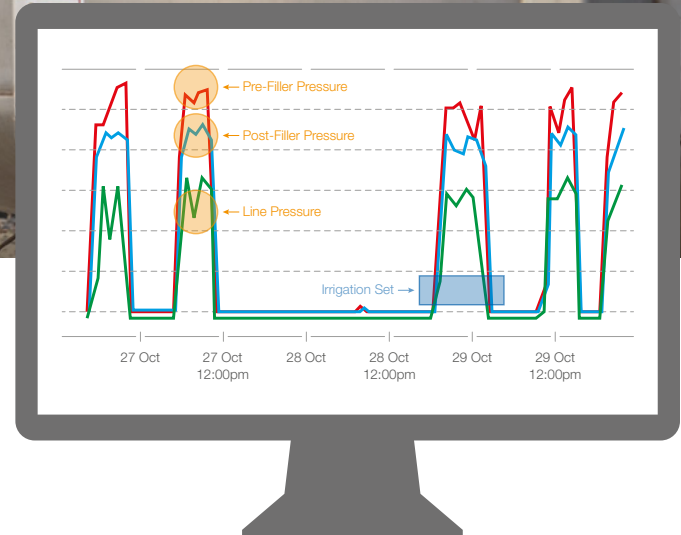 Pre-Filler Pressure
Post-Filler Pressure
Line Pressure
Irrigation Set
27 Oct
27 Oct
12:00pm
28 Oct
28 Oct
12:00pm
29 Oct
29 Oct
12:00pm